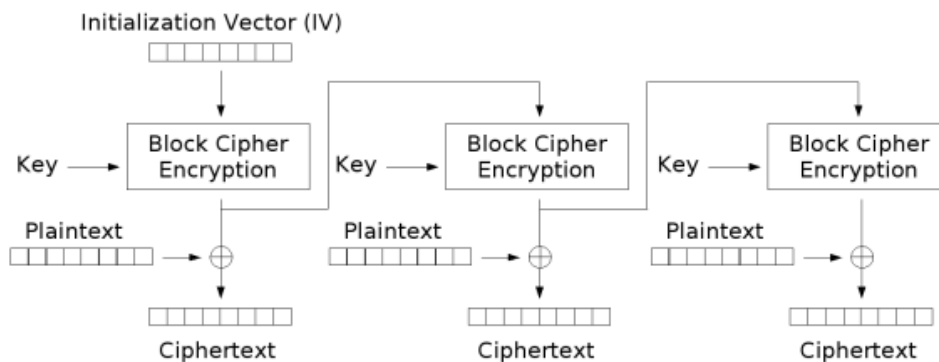 Initialization Vector (IV)
Block Cipher
Encryption
Block Cipher
Encryption
Block Cipher
Encryption
Key
Key
Key
Plaintext
Plaintext
Plaintext
Ciphertext
Ciphertext
Ciphertext